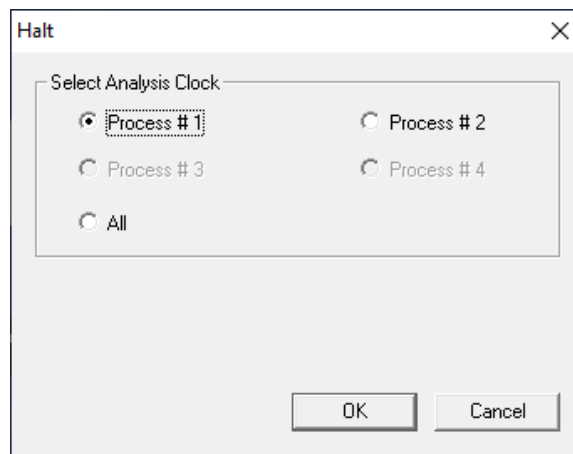 Halt
Select Analysis Clock
Process # 1
Process # 2
Process # 3
Process # 4
All
OK
Cancel